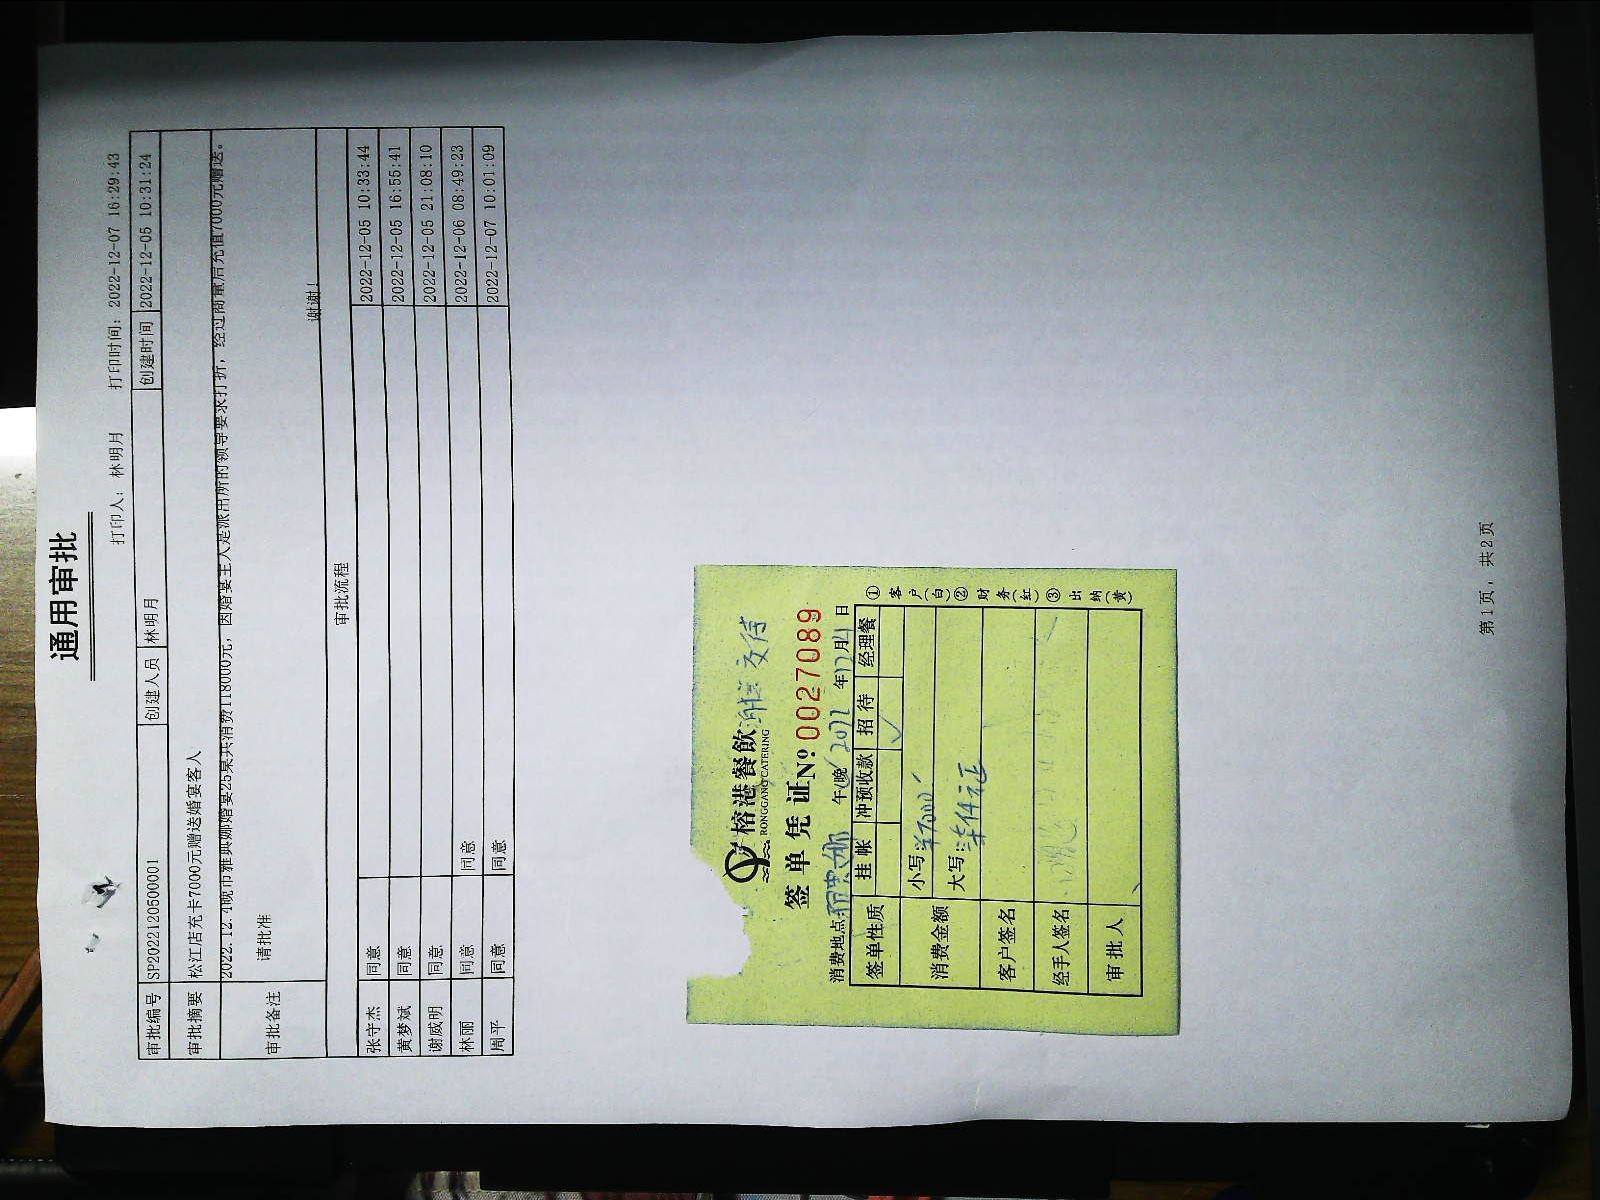 通用审批
打印人：林明月 打印时间：2022-12-07 16:29:43
审批编号 SP2022120500001 创建人员 林明月 创建时间 2022-12-05 10:31:24
审批摘要 松江店充卡7000元赠送婚宴客人
审批备注 2022.12.4晚市雅典娜婚宴25桌共消费118000元，因婚宴主人是派出所的领导要求打折，经过商量后充值7000元赠送。
请批准
谢谢！
审批流程
张守杰 同意 2022-12-05 10:33:44
黄梦斌 同意 2022-12-05 16:55:41
谢威明 同意 2022-12-05 21:08:10
林丽 同意 同意 2022-12-06 08:49:23
周平 同意 同意 2022-12-07 10:01:09
榕港餐飲
RONGGANG CATERING
签单凭证 Nº 0027089
消费地点: 雅典娜 午/晚 2022年12月4日
签单性质 挂帐 冲预收款 招待 ✓ 经理餐
消费金额 小写:
大写:
客户签名
经手人签名
审批人
①客户(白)②财务(红)③出纳(黄)
第1页，共2页